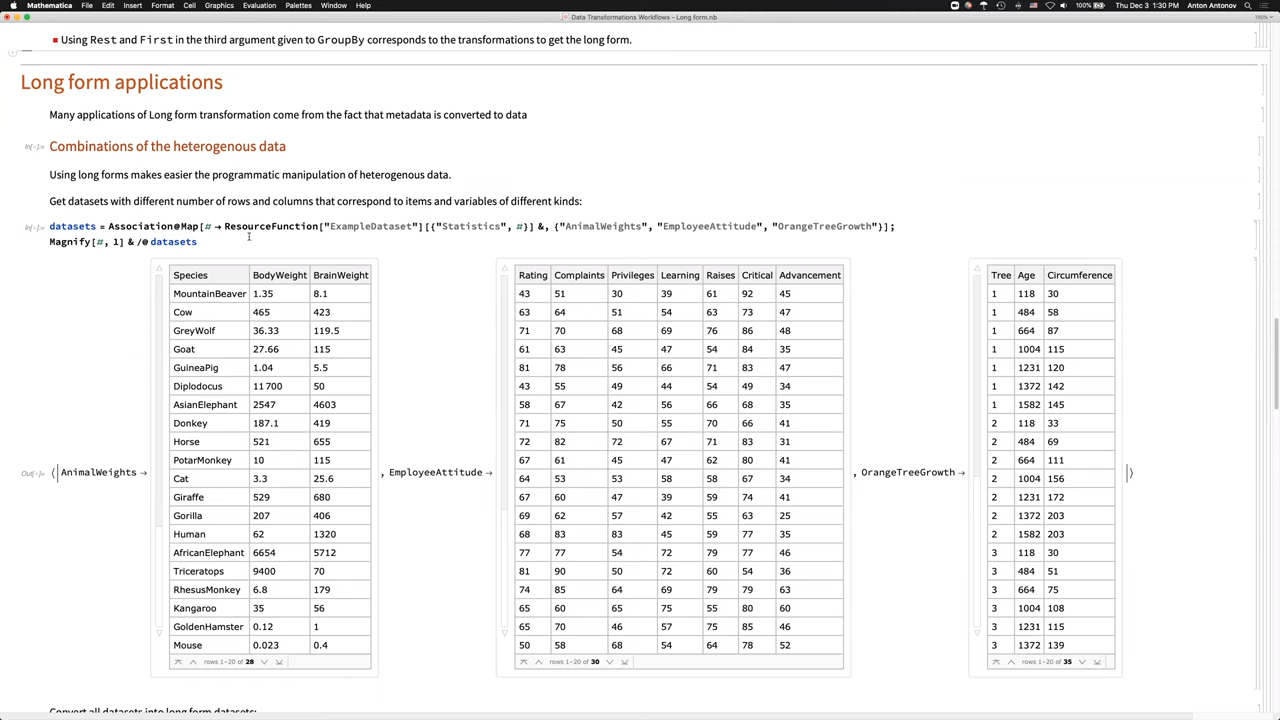 Mathematica File Edit Insert Format Cell Graphics Evaluation Palettes Window Help 100% Thu Dec 3 1:30 PM Anton Antonov
Data Transformations Workflows - Long form.nb 150%
Using Rest and First in the third argument given to GroupBy corresponds to the transformations to get the long form.
Long form applications
Many applications of Long form transformation come from the fact that metadata is converted to data
In[-]:= Combinations of the heterogenous data
Using long forms makes easier the programmatic manipulation of heterogenous data.
Get datasets with different number of rows and columns that correspond to items and variables of different kinds:
In[-]:= datasets = Association@Map[# → ResourceFunction["ExampleDataset"][{"Statistics", #}] &, {"AnimalWeights", "EmployeeAttitude", "OrangeTreeGrowth"}];
Magnify[#, 1] & /@ datasets
Out[-]= ⟨| AnimalWeights →
Species BodyWeight BrainWeight
MountainBeaver 1.35 8.1
Cow 465 423
GreyWolf 36.33 119.5
Goat 27.66 115
GuineaPig 1.04 5.5
Diplodocus 11 700 50
AsianElephant 2547 4603
Donkey 187.1 419
Horse 521 655
PotarMonkey 10 115
Cat 3.3 25.6
Giraffe 529 680
Gorilla 207 406
Human 62 1320
AfricanElephant 6654 5712
Triceratops 9400 70
RhesusMonkey 6.8 179
Kangaroo 35 56
GoldenHamster 0.12 1
Mouse 0.023 0.4
rows 1–20 of 28
, EmployeeAttitude →
Rating Complaints Privileges Learning Raises Critical Advancement
43 51 30 39 61 92 45
63 64 51 54 63 73 47
71 70 68 69 76 86 48
61 63 45 47 54 84 35
81 78 56 66 71 83 47
43 55 49 44 54 49 34
58 67 42 56 66 68 35
71 75 50 55 70 66 41
72 82 72 67 71 83 31
67 61 45 47 62 80 41
64 53 53 58 58 67 34
67 60 47 39 59 74 41
69 62 57 42 55 63 25
68 83 83 45 59 77 35
77 77 54 72 79 77 46
81 90 50 72 60 54 36
74 85 64 69 79 79 63
65 60 65 75 55 80 60
65 70 46 57 75 85 46
50 58 68 54 64 78 52
rows 1–20 of 30
, OrangeTreeGrowth →
Tree Age Circumference
1 118 30
1 484 58
1 664 87
1 1004 115
1 1231 120
1 1372 142
1 1582 145
2 118 33
2 484 69
2 664 111
2 1004 156
2 1231 172
2 1372 203
2 1582 203
3 118 30
3 484 51
3 664 75
3 1004 108
3 1231 115
3 1372 139
rows 1–20 of 35
|⟩
Convert all datasets into long form datasets: